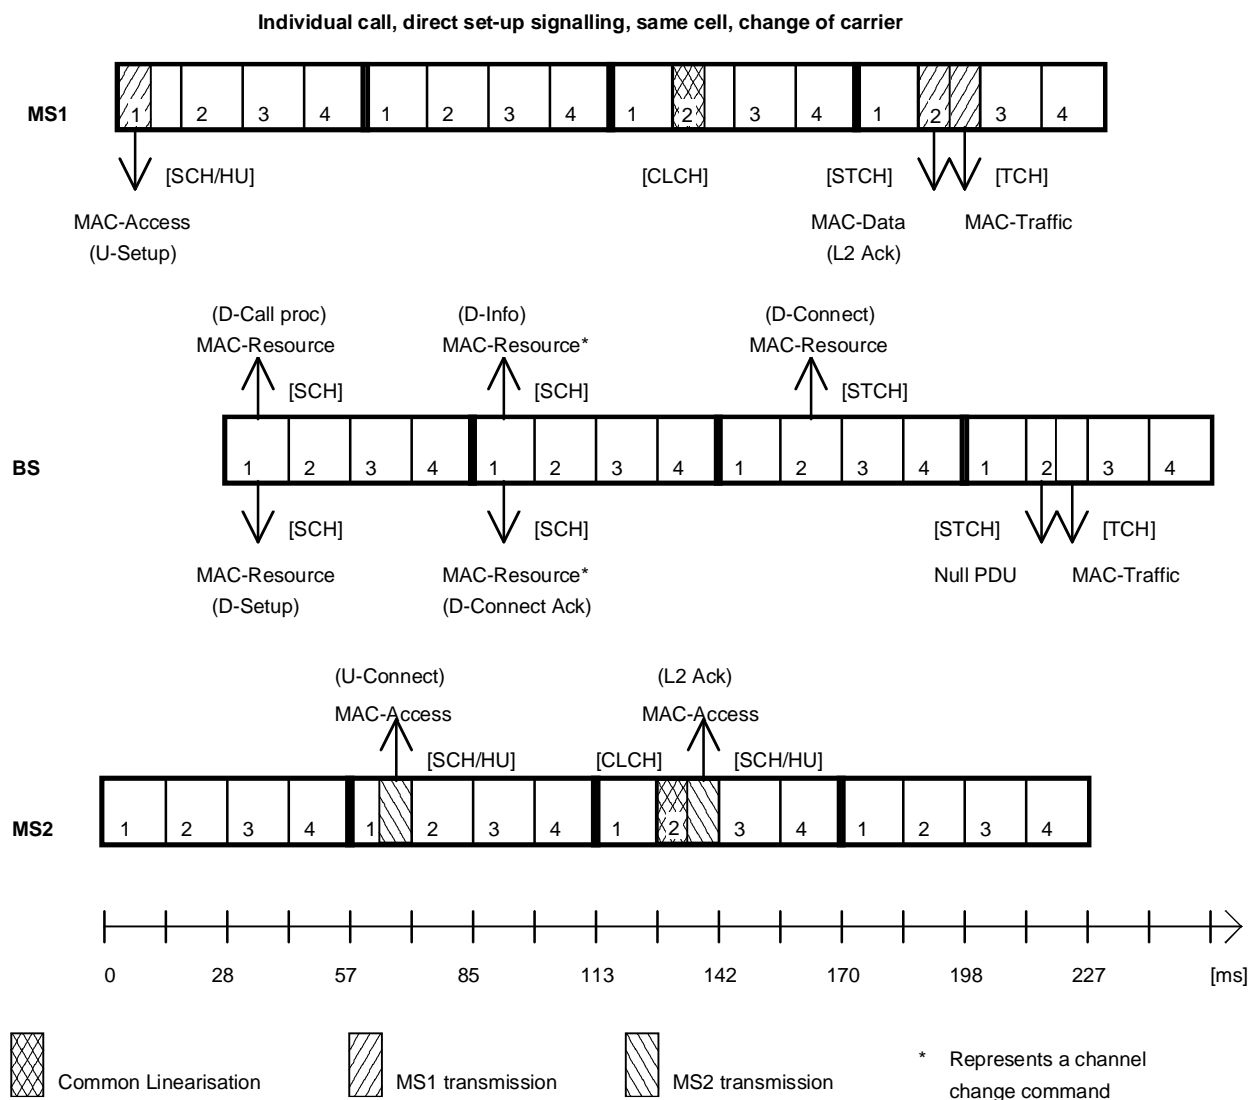 Individual call, direct set-up signalling, same cell, change of carrier
MS1
1 2 3 4 1 2 3 4 1 2 3 4 1 2 3 4
[SCH/HU] [CLCH] [STCH] [TCH]
MAC-Access MAC-Data MAC-Traffic
(U-Setup) (L2 Ack)
(D-Call proc) (D-Info) (D-Connect)
MAC-Resource MAC-Resource* MAC-Resource
[SCH] [SCH] [STCH]
BS
1 2 3 4 1 2 3 4 1 2 3 4 1 2 3 4
[SCH] [SCH] [STCH] [TCH]
MAC-Resource MAC-Resource* Null PDU MAC-Traffic
(D-Setup) (D-Connect Ack)
(U-Connect) (L2 Ack)
MAC-Access MAC-Access
[SCH/HU] [CLCH] [SCH/HU]
MS2
1 2 3 4 1 2 3 4 1 2 3 4 1 2 3 4
0 28 57 85 113 142 170 198 227 [ms]
Common Linearisation MS1 transmission MS2 transmission
* Represents a channel
change command